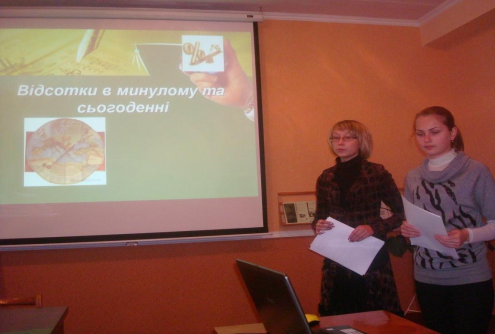 Відсотки в минулому та
сьогоденні